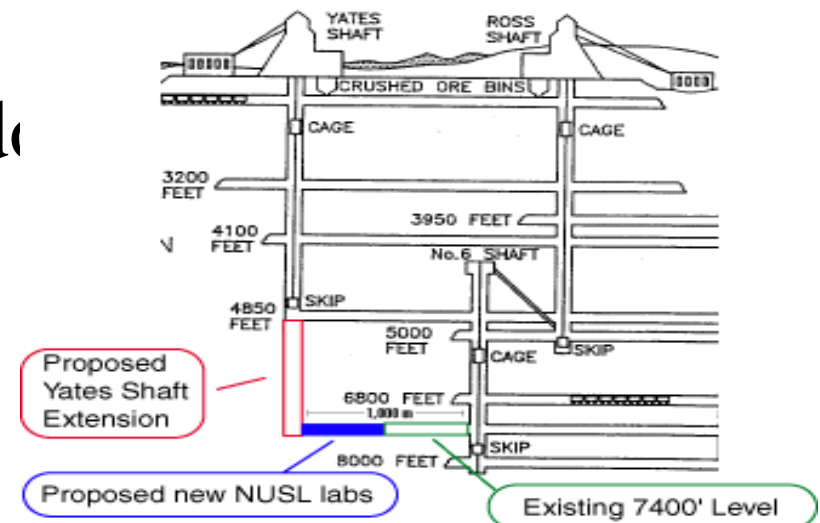 YATES
SHAFT
ROSS
SHAFT
CRUSHED ORE BINS
CAGE
CAGE
3200
FEET
3950 FEET
4100
FEET
No.6 SHAFT
4850
FEET
SKIP
5000
FEET
SKIP
CAGE
Proposed
Yates Shaft
Extension
6800 FEET
1,000 m
SKIP
8000 FEET
Proposed new NUSL labs
Existing 7400' Level